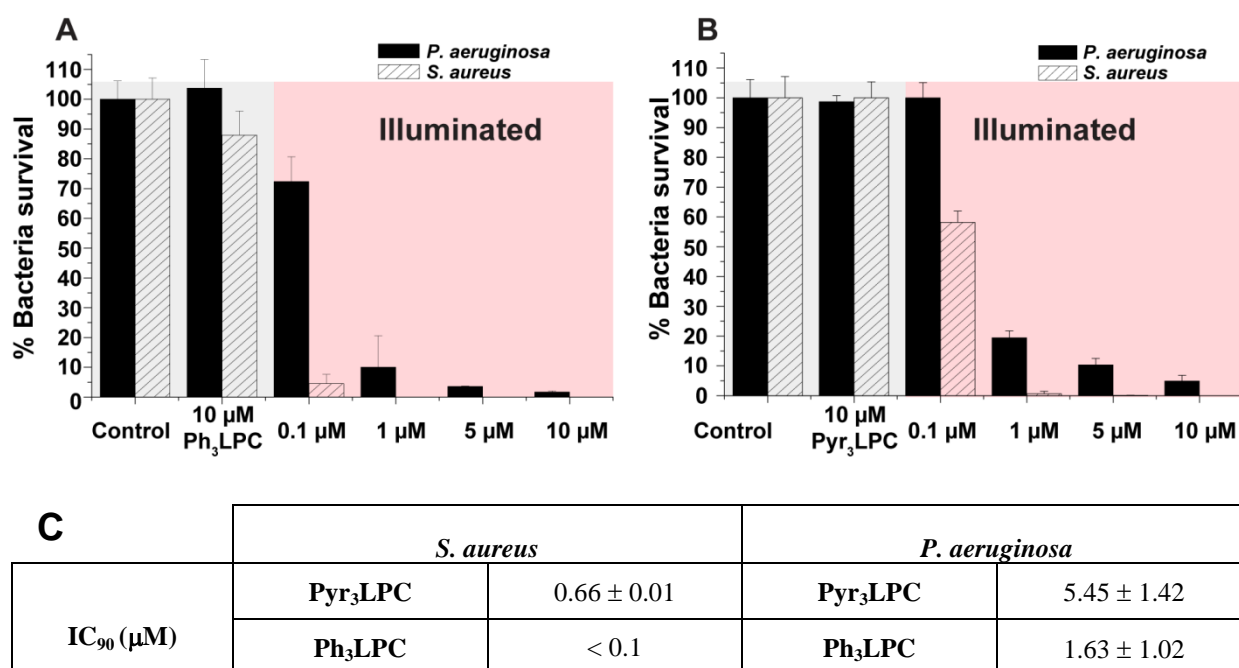 A
P. aeruginosa
S. aureus
110
100
90
80
70
60
50
40
30
20
10
0
% Bacteria survival
Illuminated
Control
10 µM
Ph₃LPC
0.1 µM
1 µM
5 µM
10 µM
B
P. aeruginosa
S. aureus
110
100
90
80
70
60
50
40
30
20
10
0
% Bacteria survival
Illuminated
Control
10 µM
Pyr₃LPC
0.1 µM
1 µM
5 µM
10 µM
C
S. aureus P. aeruginosa
Pyr₃LPC 0.66 ± 0.01 Pyr₃LPC 5.45 ± 1.42
IC₉₀ (µM) Ph₃LPC < 0.1 Ph₃LPC 1.63 ± 1.02